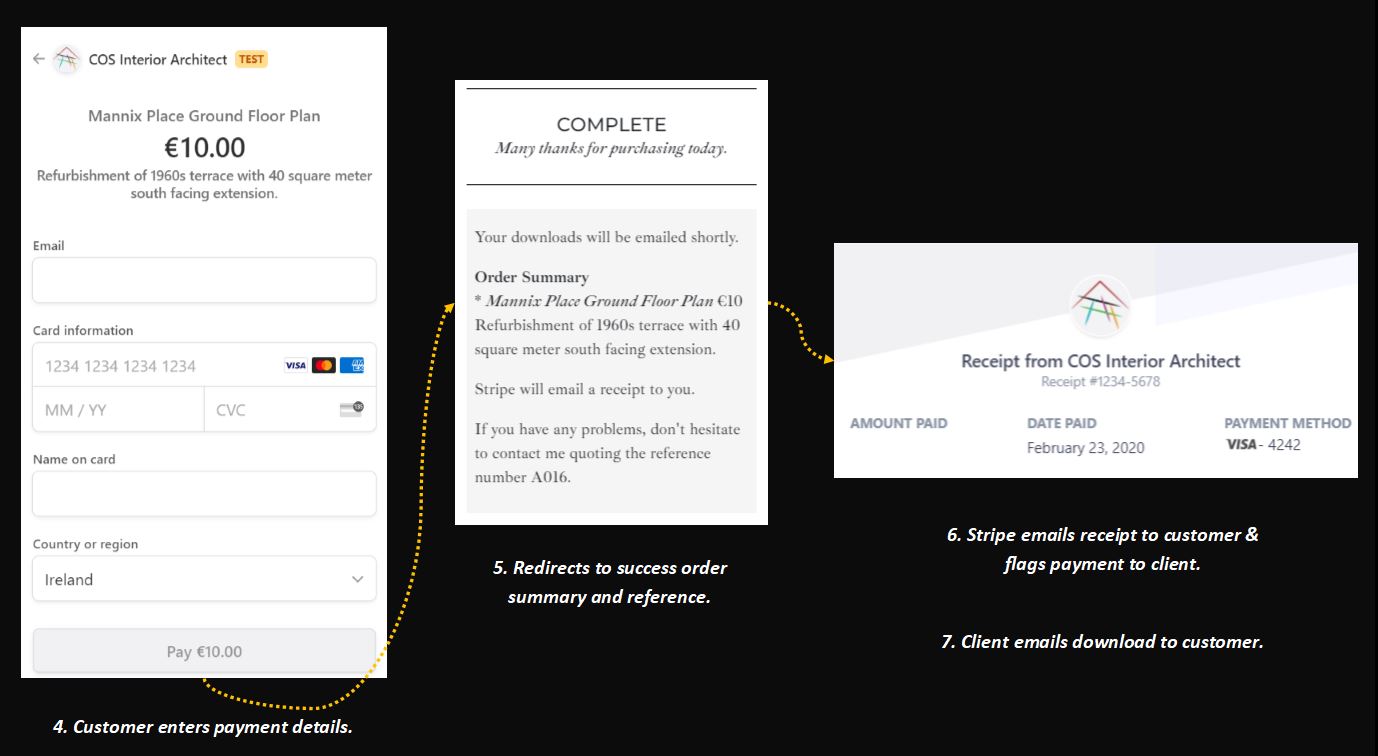 ← COS Interior Architect TEST
Mannix Place Ground Floor Plan
€10.00
Refurbishment of 1960s terrace with 40 square meter
south facing extension.
Email
Card information
1234 1234 1234 1234 VISA
MM / YY CVC
Name on card
Country or region
Ireland
Pay €10.00
4. Customer enters payment details.
COMPLETE
Many thanks for purchasing today.
Your downloads will be emailed shortly.
Order Summary
* Mannix Place Ground Floor Plan €10
Refurbishment of 1960s terrace with 40
square meter south facing extension.
Stripe will email a receipt to you.
If you have any problems, don't hesitate
to contact me quoting the reference
number A016.
5. Redirects to success order
summary and reference.
Receipt from COS Interior Architect
Receipt #1234-5678
AMOUNT PAID DATE PAID PAYMENT METHOD
February 23, 2020 VISA - 4242
6. Stripe emails receipt to customer &
flags payment to client.
7. Client emails download to customer.